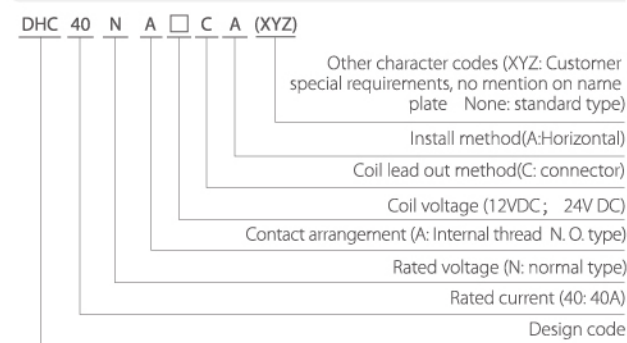 DHC 40 N A □ C A (XYZ)
Other character codes (XYZ: Customer
special requirements, no mention on name
plate None: standard type)
Install method(A:Horizontal)
Coil lead out method(C: connector)
Coil voltage (12VDC; 24V DC)
Contact arrangement (A: Internal thread N. O. type)
Rated voltage (N: normal type)
Rated current (40: 40A)
Design code